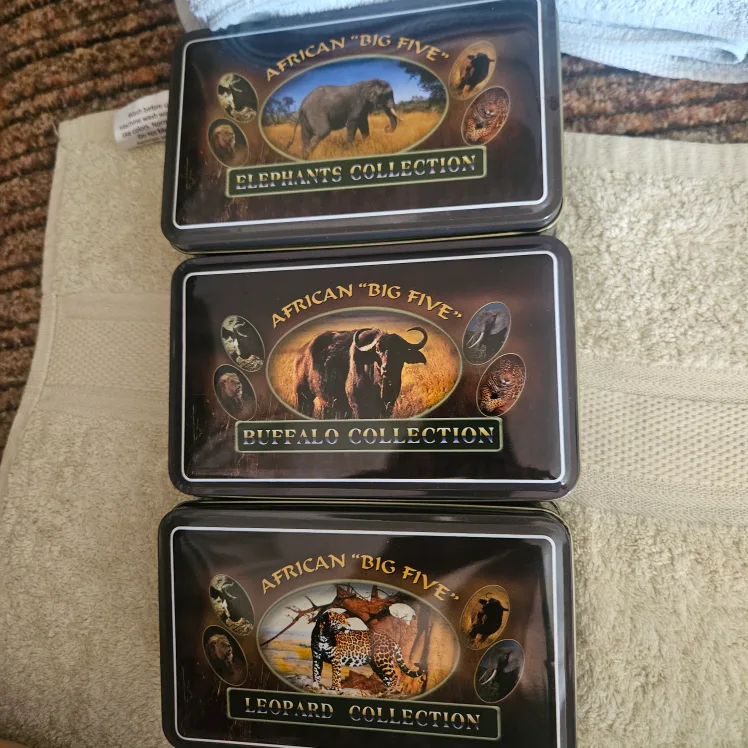 AFRICAN "BIG FIVE"
ELEPHANTS COLLECTION
AFRICAN "BIG FIVE"
BUFFALO COLLECTION
AFRICAN "BIG FIVE"
LEOPARD COLLECTION